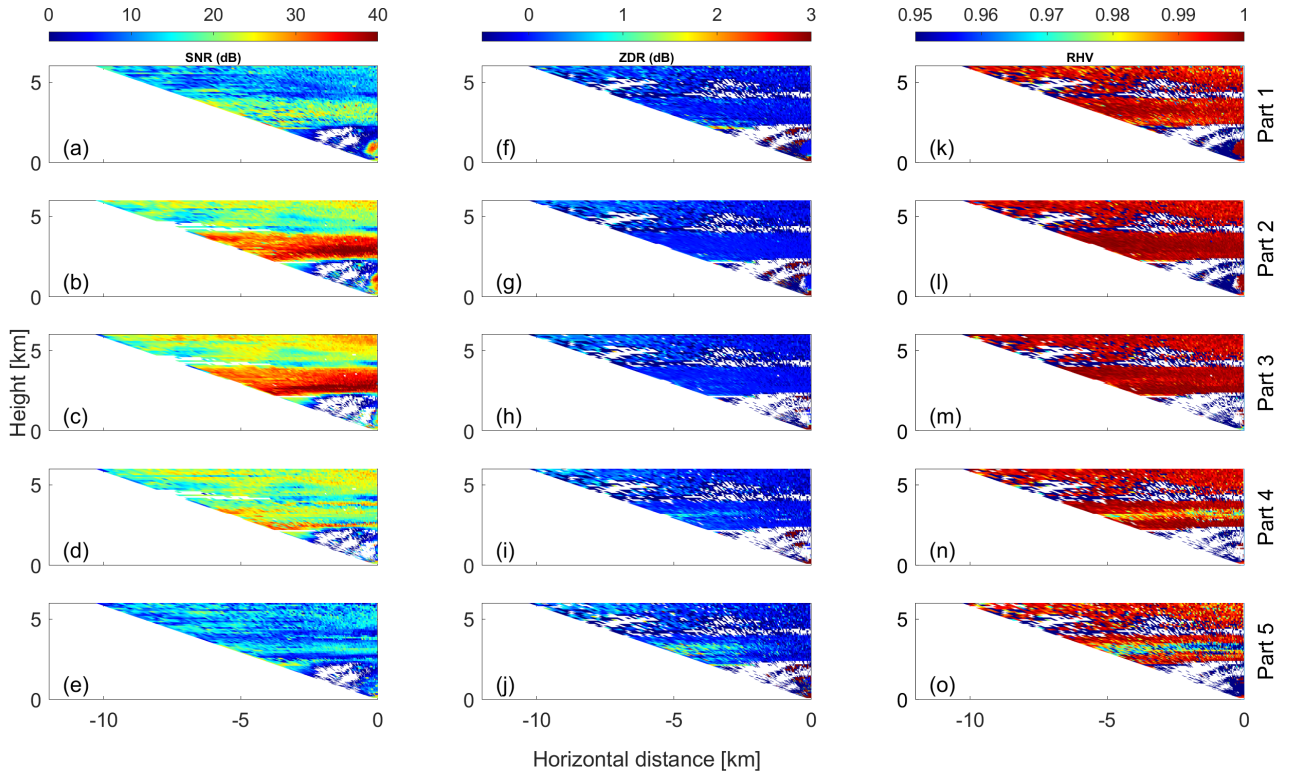 0 10 20 30 40
0 1 2 3
0.95 0.96 0.97 0.98 0.99 1
SNR (dB)
ZDR (dB)
RHV
5
0
(a)
5
0
(f)
5
0
(k)
Part 1
5
0
(b)
5
0
(g)
5
0
(l)
Part 2
Height [km]
5
0
(c)
5
0
(h)
5
0
(m)
Part 3
5
0
(d)
5
0
(i)
5
0
(n)
Part 4
5
0
(e)
5
0
(j)
5
0
(o)
Part 5
-10 -5 0
-10 -5 0
-10 -5 0
Horizontal distance [km]